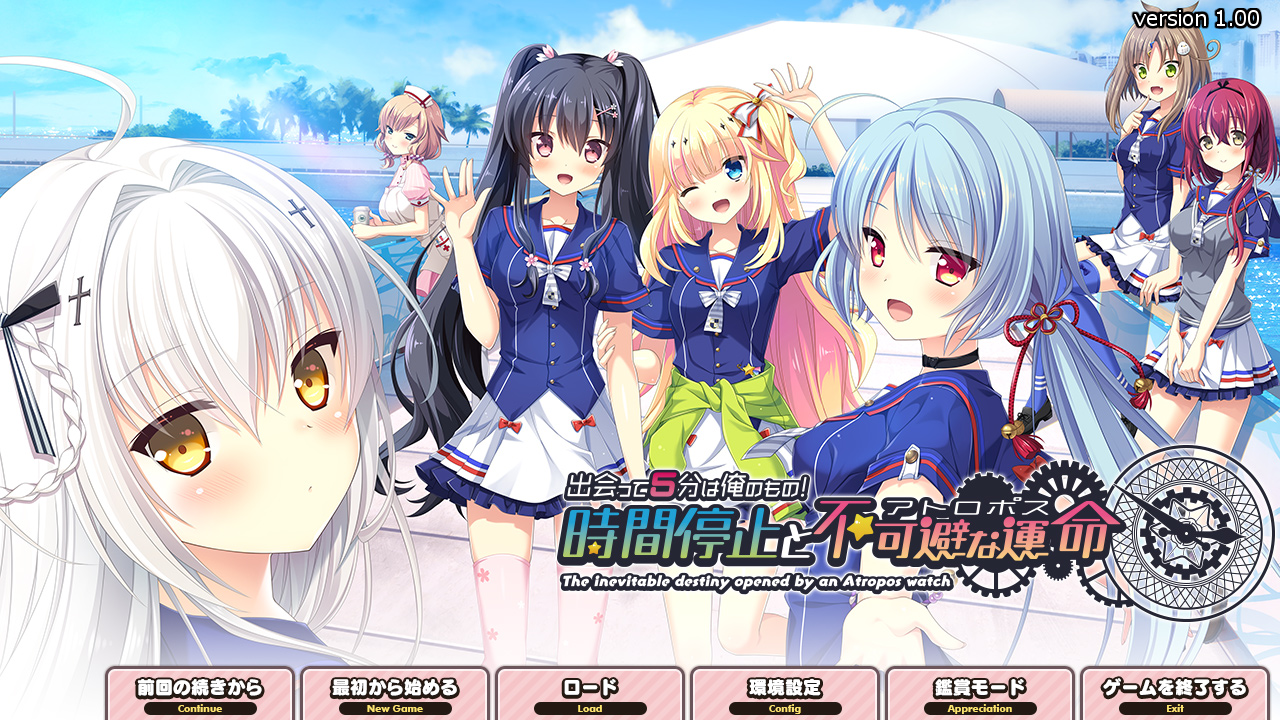 version 1.00
出会って5分は俺のもの!
時間停止と不可避な運命
アトロポス
The inevitable destiny opened by an Atropos watch
前回の続きから
Continue
最初から始める
New Game
ロード
Load
環境設定
Config
鑑賞モード
Appreciation
ゲームを終了する
Exit